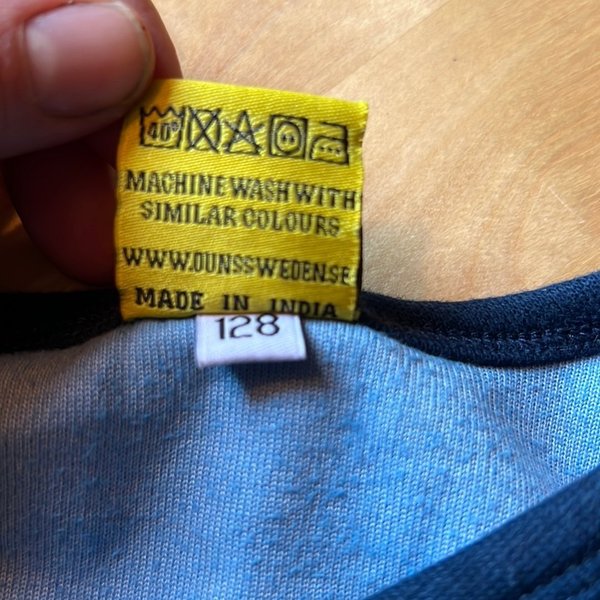 40°
MACHINE WASH WITH
SIMILAR COLOURS
WWW.DUNSSWEDEN.SE
MADE IN INDIA
128